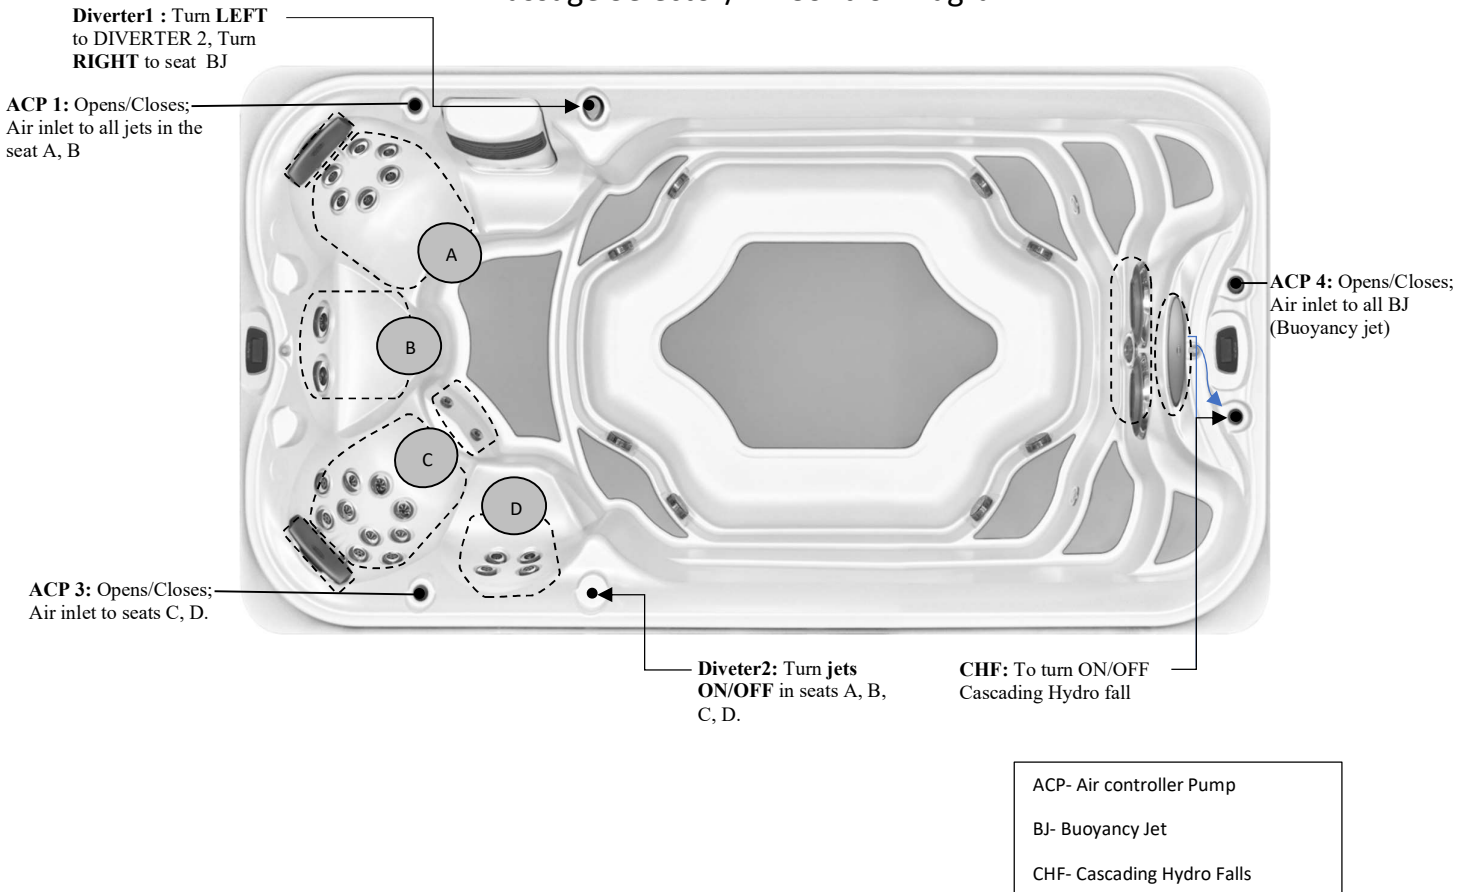 Diverter1 : Turn LEFT
to DIVERTER 2, Turn
RIGHT to seat BJ
ACP 1: Opens/Closes;
Air inlet to all jets in the
seat A, B
A
B
C
D
ACP 4: Opens/Closes;
Air inlet to all BJ
(Buoyancy jet)
ACP 3: Opens/Closes;
Air inlet to seats C, D.
Diveter2: Turn jets
ON/OFF in seats A, B,
C, D.
CHF: To turn ON/OFF
Cascading Hydro fall
ACP- Air controller Pump
BJ- Buoyancy Jet
CHF- Cascading Hydro Falls